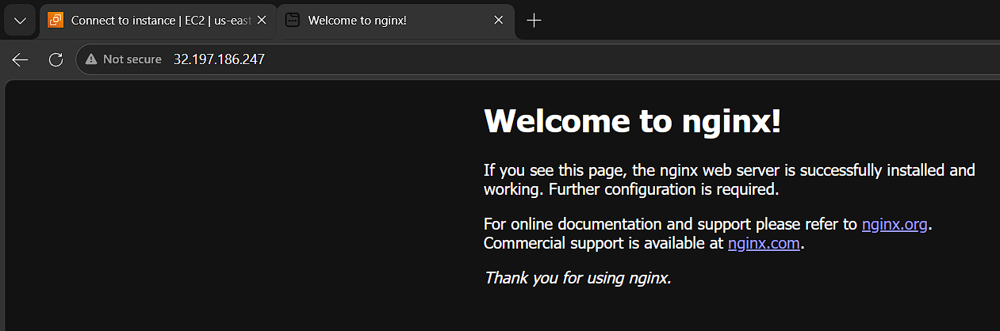 Connect to instance | EC2 | us-east
Welcome to nginx!
Not secure
32.197.186.247
Welcome to nginx!
If you see this page, the nginx web server is successfully installed and
working. Further configuration is required.
For online documentation and support please refer to nginx.org.
Commercial support is available at nginx.com.
Thank you for using nginx.